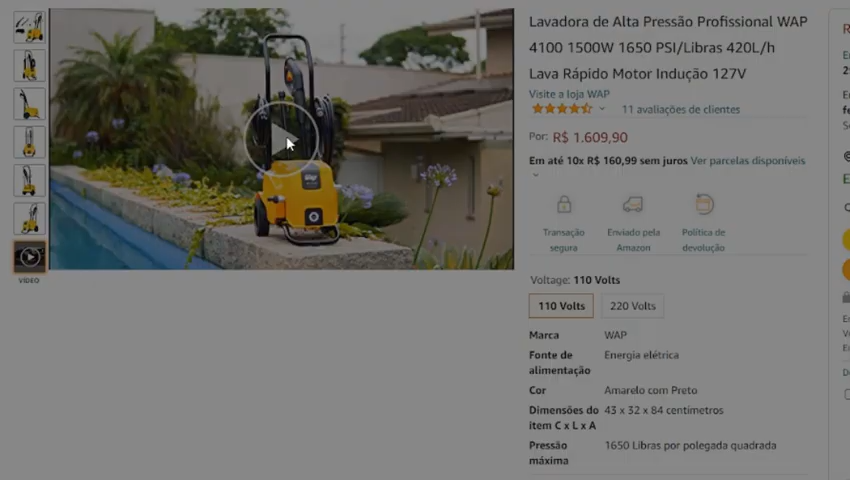 Lavadora de Alta Pressão Profissional WAP
4100 1500W 1650 PSI/Libras 420L/h
Lava Rápido Motor Indução 127V
Visite a loja WAP
11 avaliações de clientes
Por: R$ 1.609,90
Em até 10x R$ 160,99 sem juros Ver parcelas disponíveis
Transação segura
Enviado pela Amazon
Política de devolução
Voltage: 110 Volts
110 Volts 220 Volts
Marca WAP
Fonte de alimentação Energia elétrica
Cor Amarelo com Preto
Dimensões do item C x L x A 43 x 32 x 84 centímetros
Pressão máxima 1650 Libras por polegada quadrada
VÍDEO